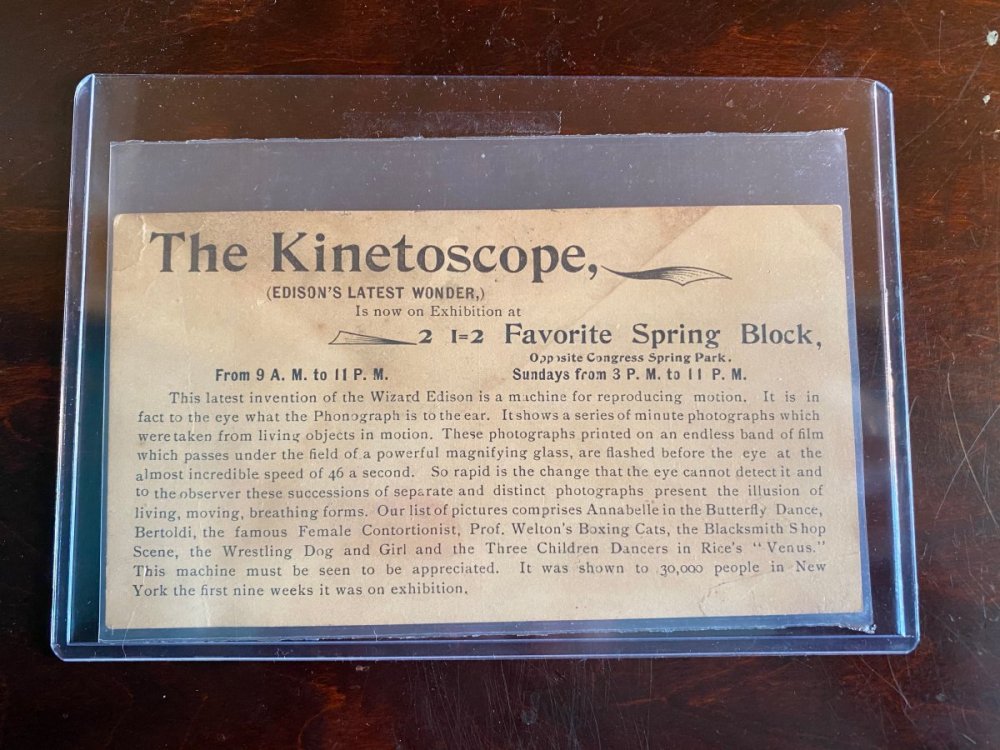 The Kinetoscope,
(EDISON'S LATEST WONDER,)
Is now on Exhibition at
2 1=2 Favorite Spring Block,
Opposite Congress Spring Park.
From 9 A. M. to 11 P. M.
Sundays from 3 P. M. to 11 P. M.
This latest invention of the Wizard Edison is a machine for reproducing motion. It is in
fact to the eye what the Phonograph is to the ear. It shows a series of minute photographs which
were taken from living objects in motion. These photographs printed on an endless band of film
which passes under the field of a powerful magnifying glass, are flashed before the eye at the
almost incredible speed of 46 a second. So rapid is the change that the eye cannot detect it and
to the observer these successions of separate and distinct photographs present the illusion of
living, moving, breathing forms. Our list of pictures comprises Annabelle in the Butterfly Dance,
Bertoldi, the famous Female Contortionist, Prof. Welton's Boxing Cats, the Blacksmith Shop
Scene, the Wrestling Dog and Girl and the Three Children Dancers in Rice's "Venus."
This machine must be seen to be appreciated. It was shown to 30,000 people in New
York the first nine weeks it was on exhibition.